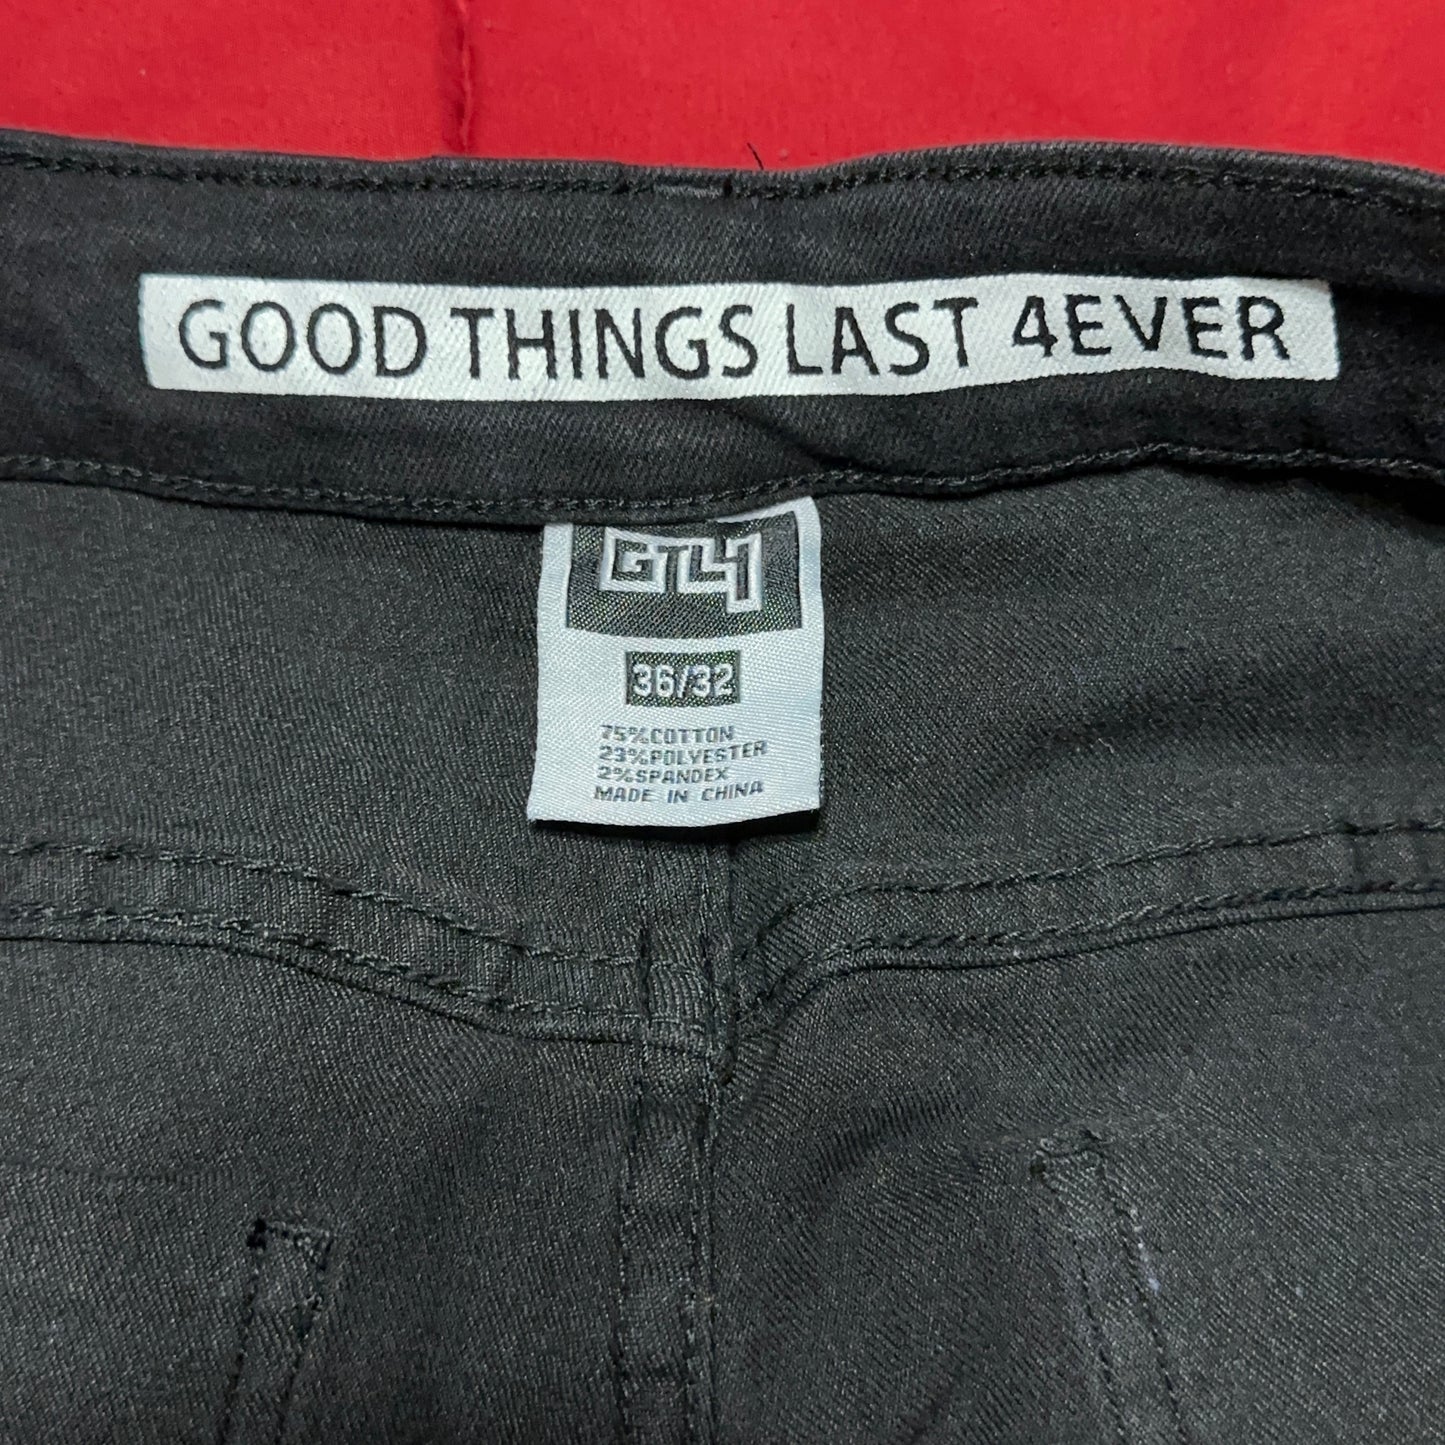 GOOD THINGS LAST 4EVER
GTL4
36/32
75%COTTON
23%POLYESTER
2%SPANDEX
MADE IN CHINA